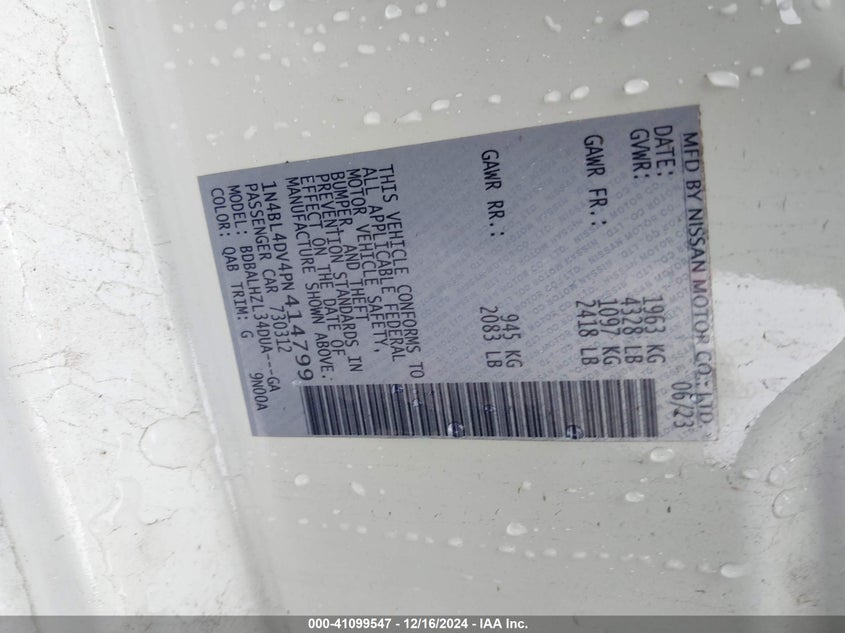 MFD BY NISSAN MOTOR CO., LTD.
DATE: 06/23
GVWR: 1963 KG
4328 LB
GAWR FR.: 1097 KG
2418 LB
GAWR RR.: 945 KG
2083 LB
THIS VEHICLE CONFORMS TO
ALL APPLICABLE FEDERAL
MOTOR VEHICLE SAFETY,
BUMPER, AND THEFT
PREVENTION STANDARDS IN
EFFECT ON THE DATE OF
MANUFACTURE SHOWN ABOVE.
1N4BL4DV4PN414799
PASSENGER CAR 730312
MODEL: BDBALHZL34DUA---GA
COLOR: QAB TRIM: G 9N00A
000-41099547 - 12/16/2024 - IAA Inc.